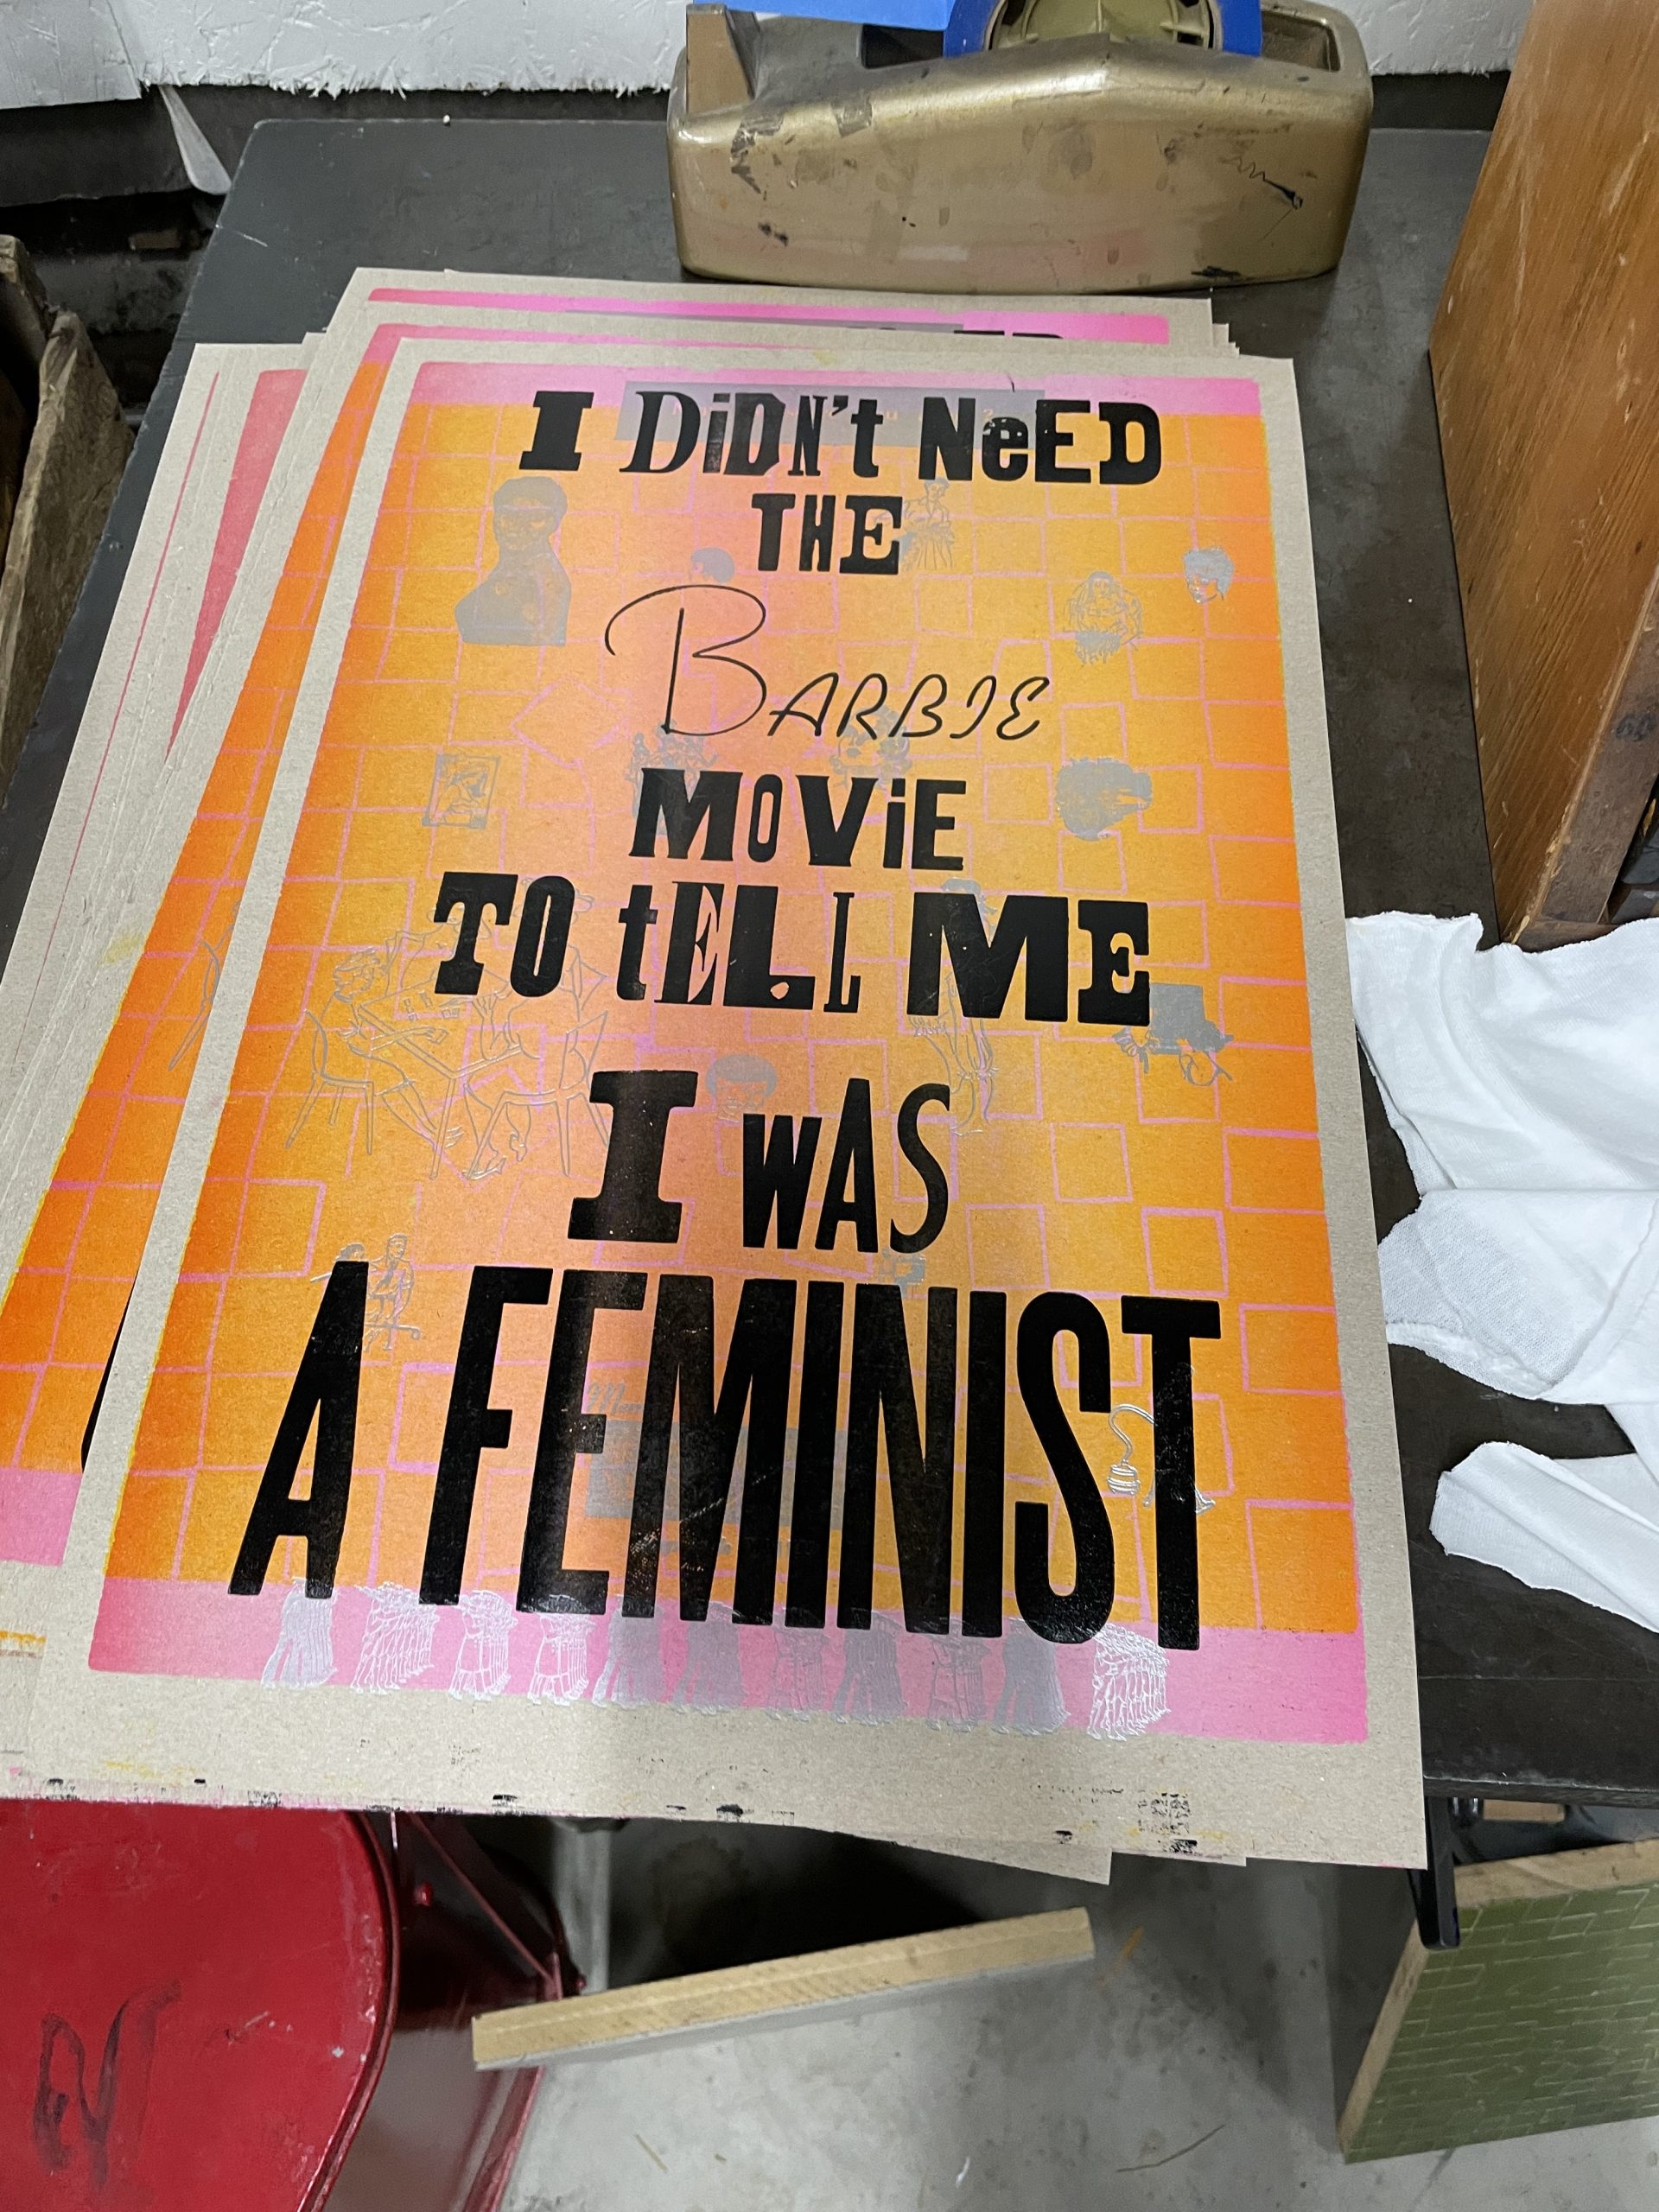 I DiDN't NeED
THE
BARBIE
MOViE
TO tELL ME
I wAS
A FEMINIST